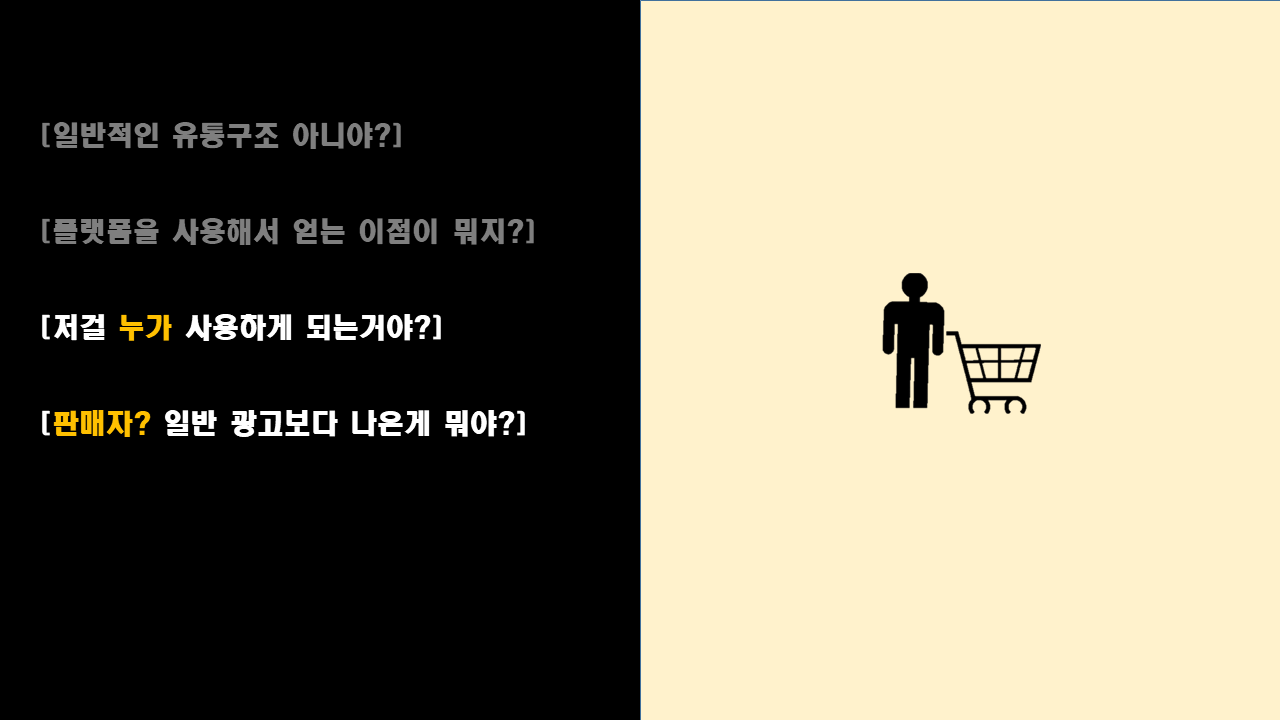 [일반적인 유통구조 아니야?]
[플랫폼을 사용해서 얻는 이점이 뭐지?]
[저걸 누가 사용하게 되는거야?]
[판매자? 일반 광고보다 나은게 뭐야?]